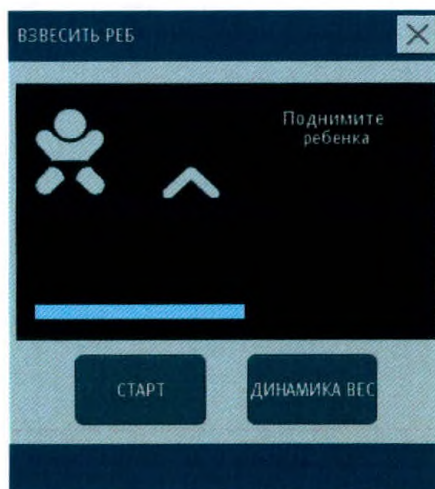 ВЗВЕСИТЬ РЕБ
Поднимите
ребенка
СТАРТ
ДИНАМИКА ВЕС